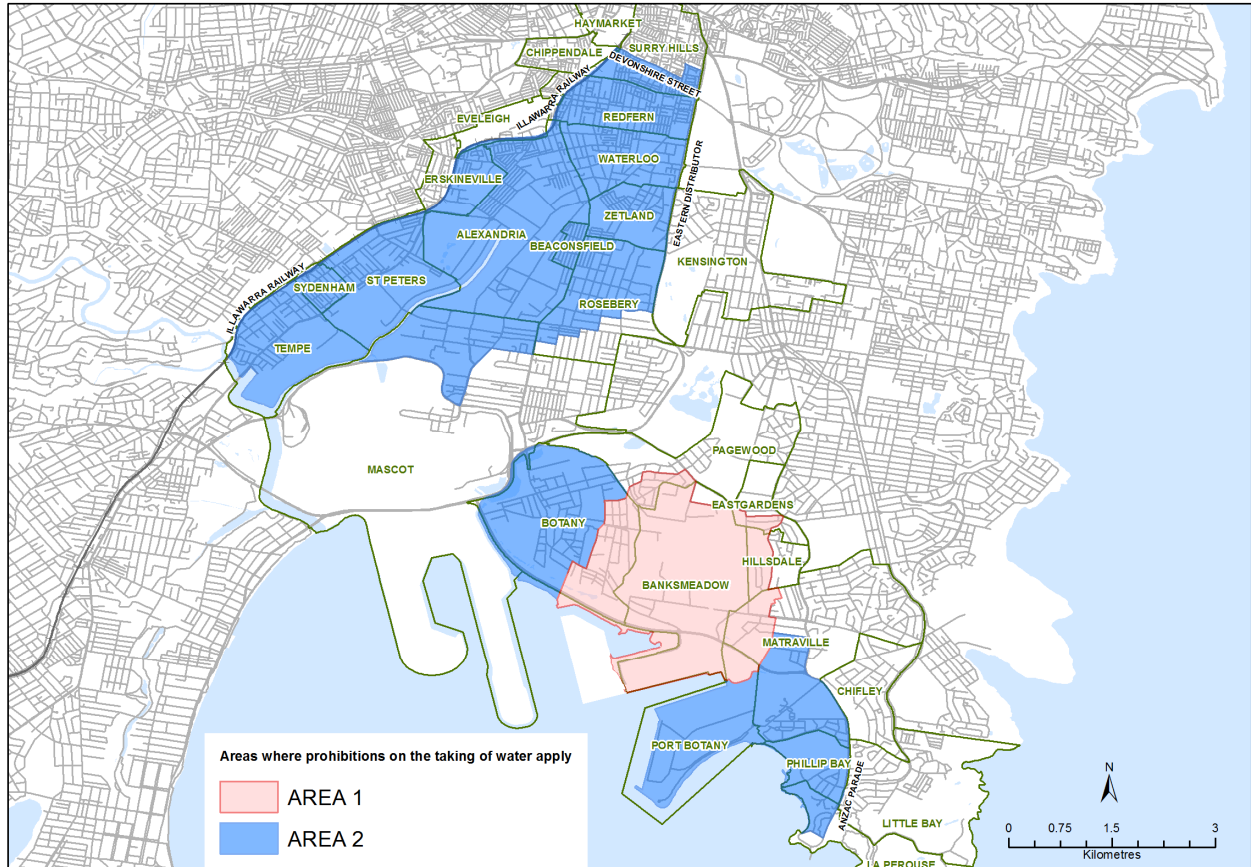 HAYMARKET
SURRY HILLS
CHIPPENDALE
DEVONSHIRE STREET
ILLAWARRA RAILWAY
EVELEIGH
REDFERN
WATERLOO
ERSKINEVILLE
EASTERN DISTRIBUTOR
ZETLAND
ALEXANDRIA
BEACONSFIELD
KENSINGTON
ST PETERS
SYDENHAM
ILLAWARRA RAILWAY
ROSEBERY
TEMPE
PAGEWOOD
MASCOT
EASTGARDENS
BOTANY
HILLSDALE
BANKSMEADOW
MATRAVILLE
CHIFLEY
PORT BOTANY
PHILLIP BAY
ANZAC PARADE
LITTLE BAY
LA PEROUSE
Areas where prohibitions on the taking of water apply
AREA 1
AREA 2
N
0 0.75 1.5 3
Kilometres